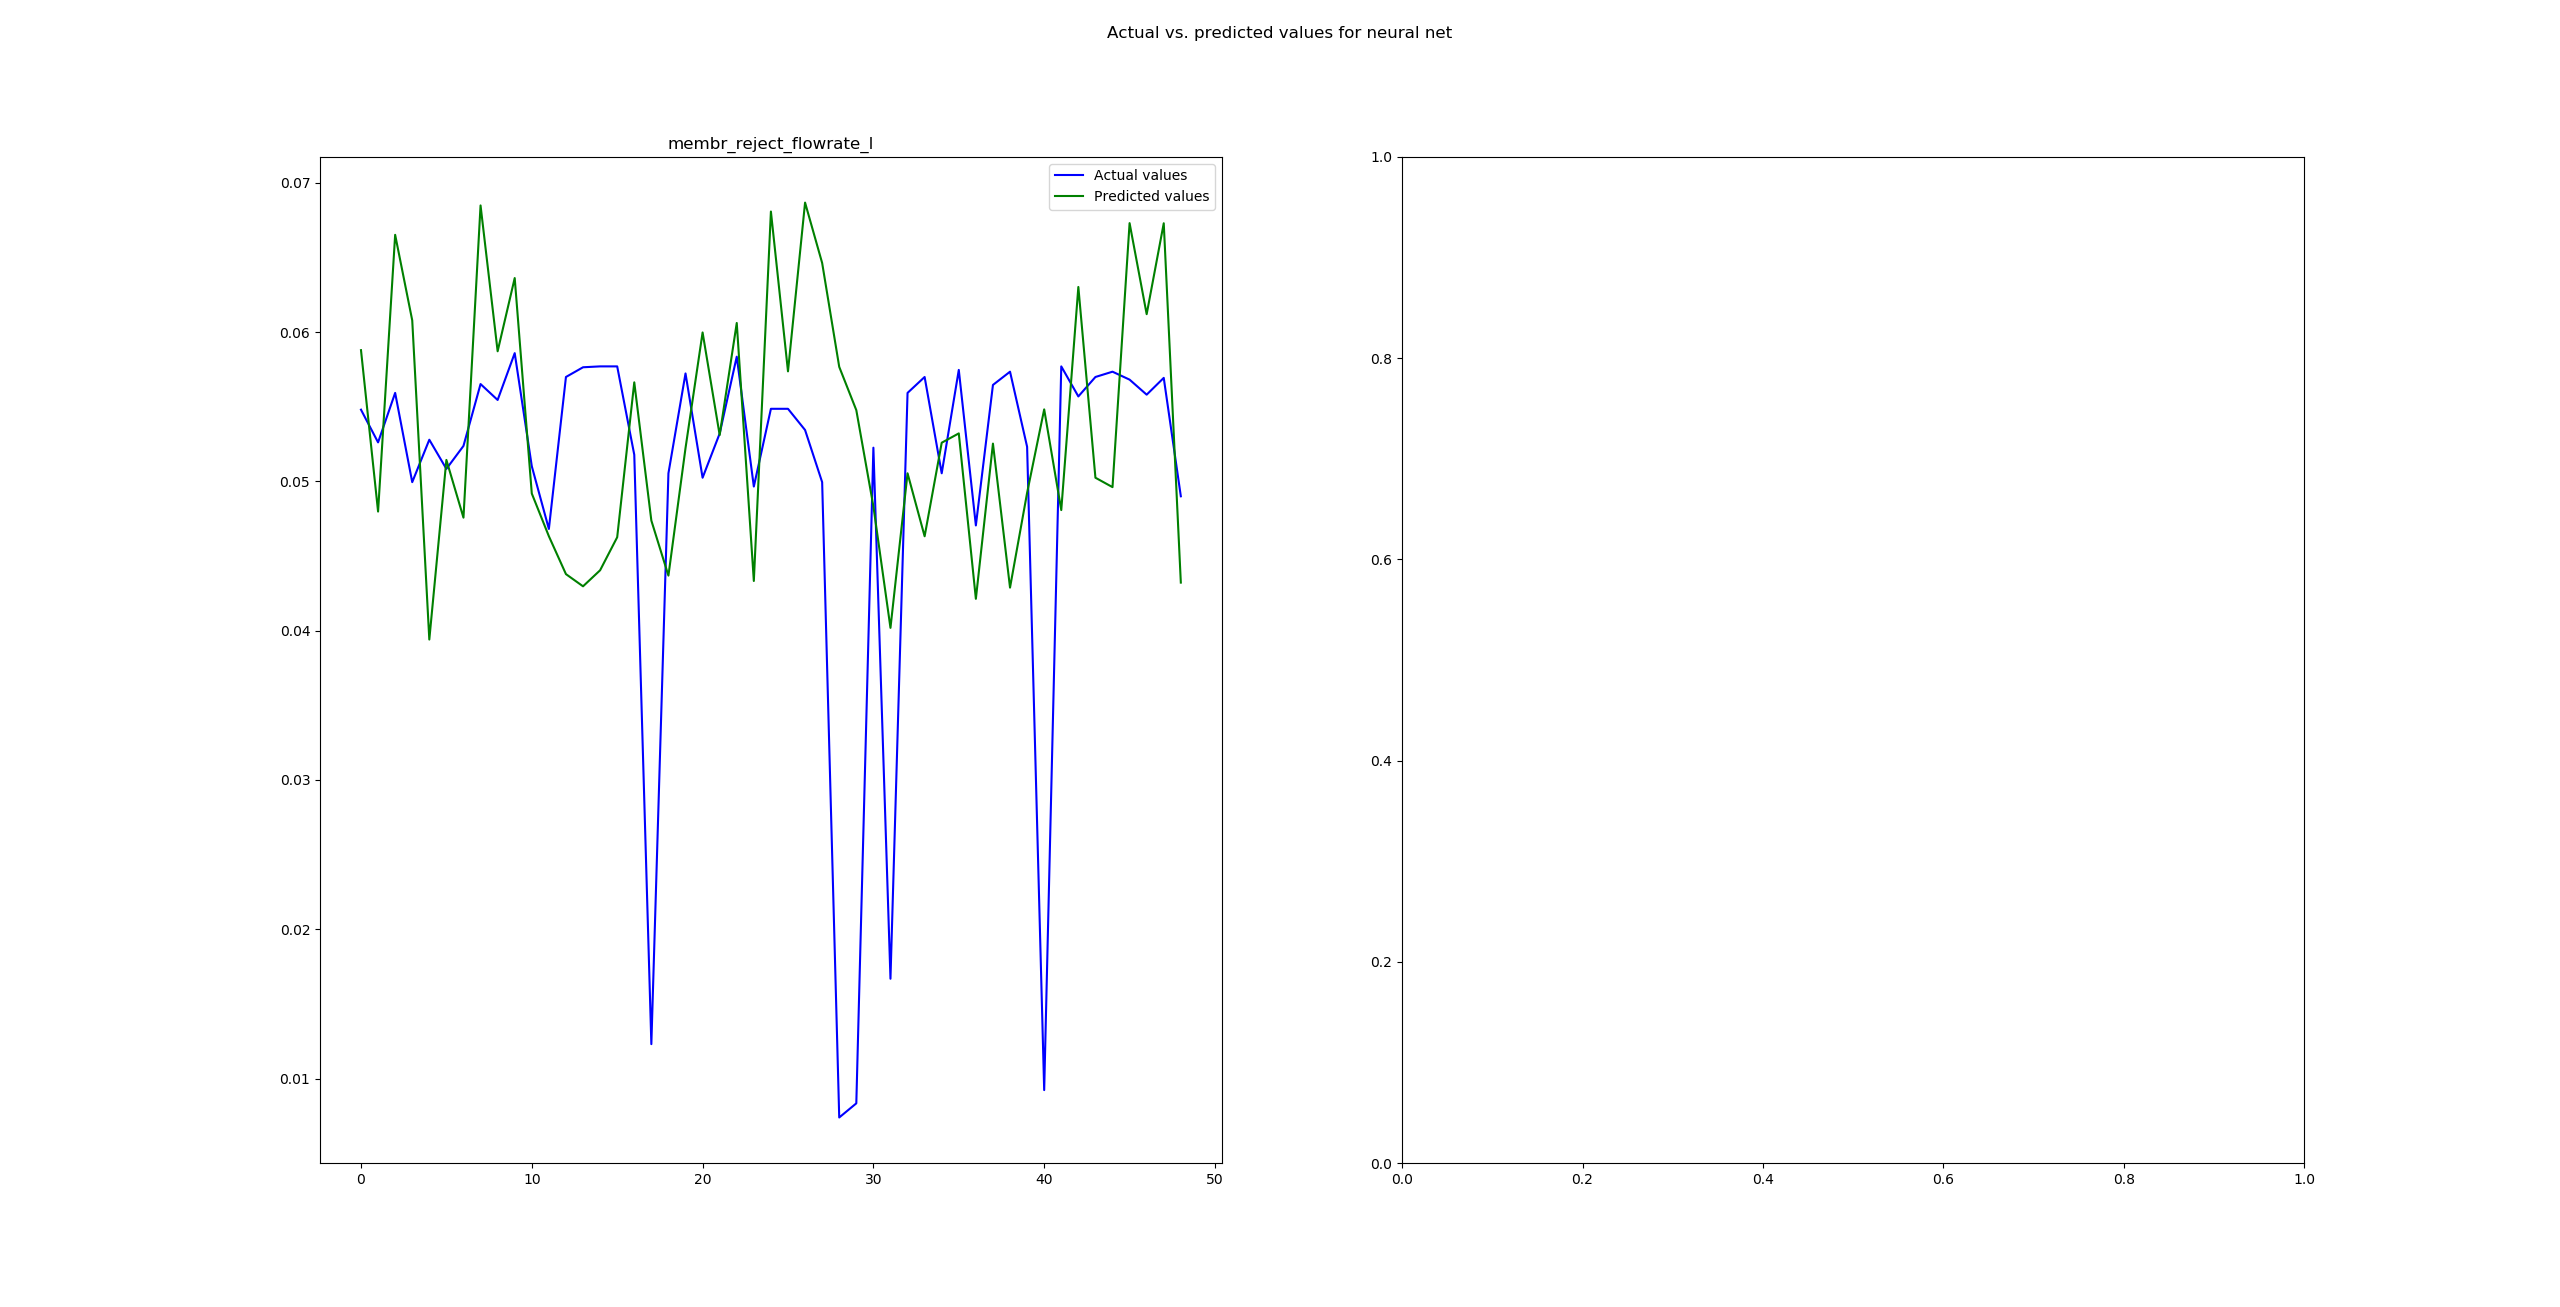 Actual vs. predicted values for neural net
membr_reject_flowrate_l
Actual values
Predicted values
0.07
0.06
0.05
0.04
0.03
0.02
0.01
0 10 20 30 40 50
1.0
0.8
0.6
0.4
0.2
0.0
0.0 0.2 0.4 0.6 0.8 1.0